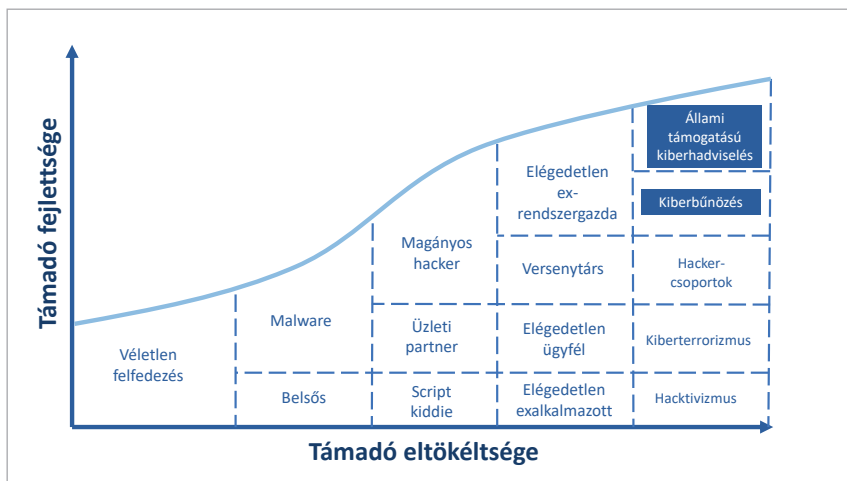 Támadó fejlettsége
Véletlen
felfedezés
Malware
Belsős
Magányos
hacker
Üzleti
partner
Script
kiddie
Elégedetlen
ex-
rendszergazda
Versenytárs
Elégedetlen
ügyfél
Elégedetlen
exalkalmazott
Állami
támogatású
kiberhadviselés
Kiberbűnözés
Hacker-
csoportok
Kiberterrorizmus
Hacktivizmus
Támadó eltökéltsége